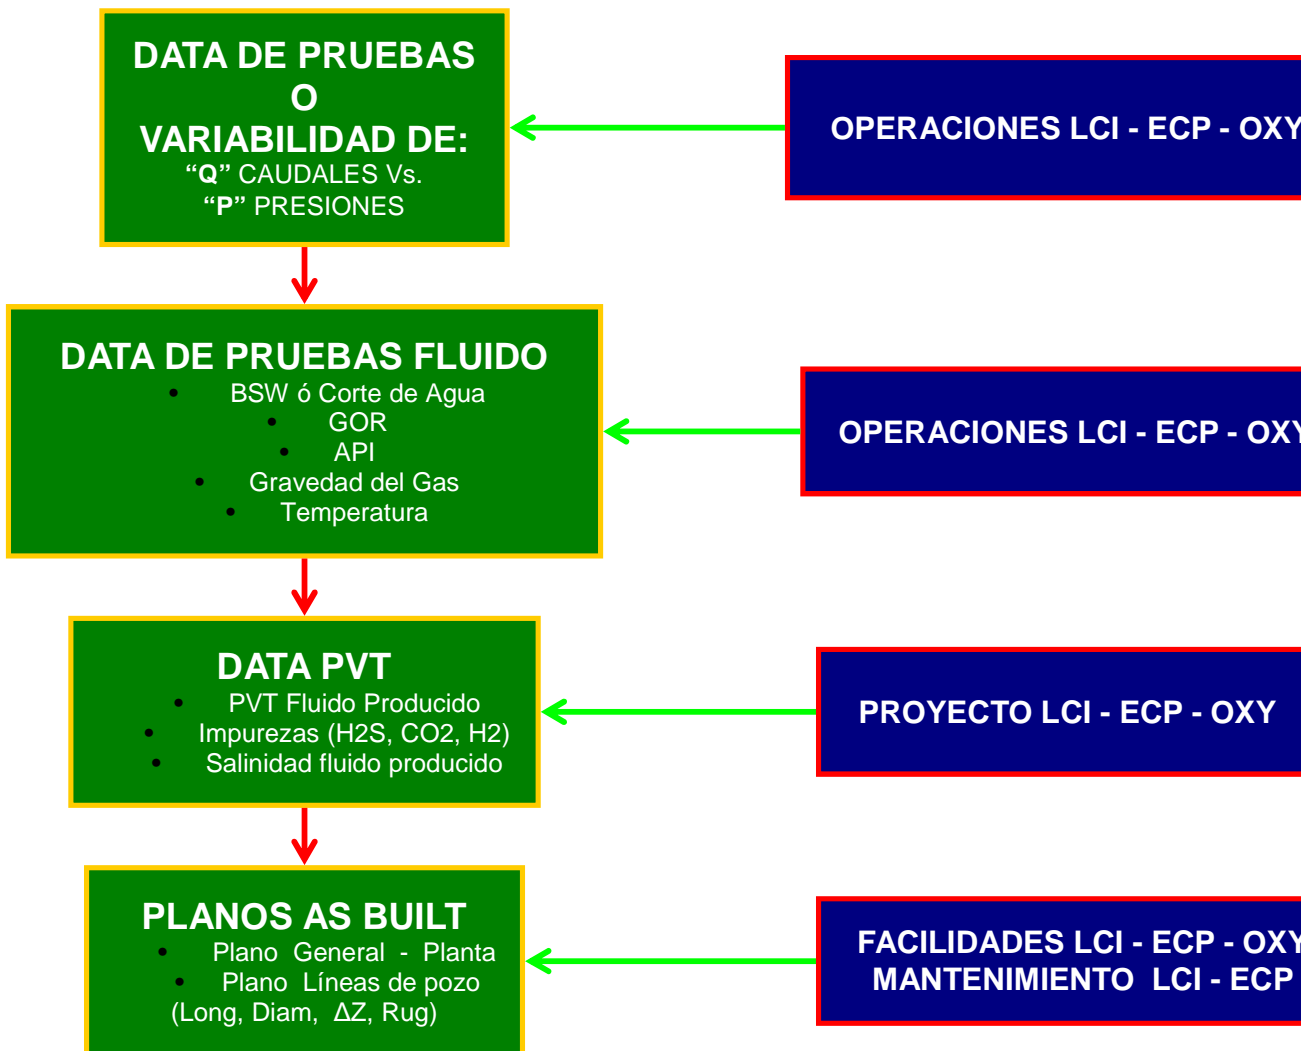 DATA DE PRUEBAS
O
VARIABILIDAD DE:
“Q” CAUDALES Vs.
“P” PRESIONES
OPERACIONES LCI - ECP - OXY
DATA DE PRUEBAS FLUIDO
• BSW ó Corte de Agua
• GOR
• API
• Gravedad del Gas
• Temperatura
OPERACIONES LCI - ECP - OXY
DATA PVT
• PVT Fluido Producido
• Impurezas (H2S, CO2, H2)
• Salinidad fluido producido
PROYECTO LCI - ECP - OXY
PLANOS AS BUILT
• Plano General - Planta
• Plano Líneas de pozo
(Long, Diam, ΔZ, Rug)
FACILIDADES LCI - ECP - OXY
MANTENIMIENTO LCI - ECP